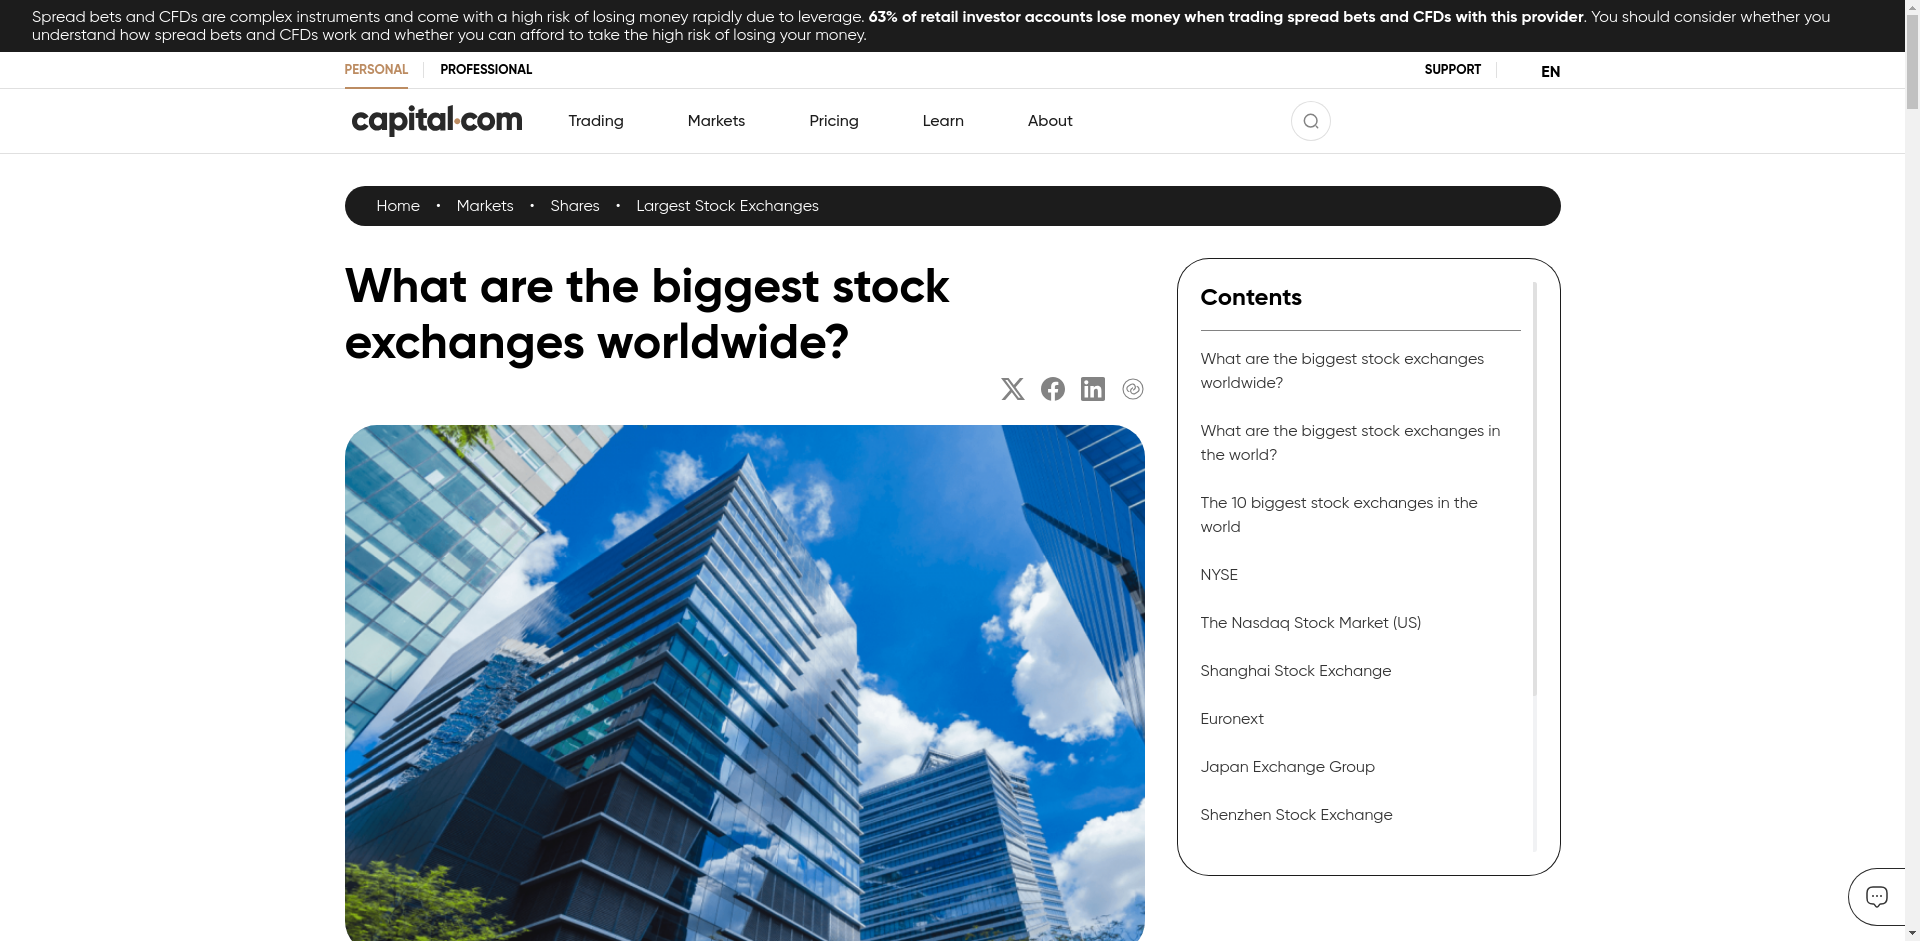 Spread bets and CFDs are complex instruments and come with a high risk of losing money rapidly due to leverage. 63% of retail investor accounts lose money when trading spread bets and CFDs with this provider. You should consider whether you
understand how spread bets and CFDs work and whether you can afford to take the high risk of losing your money.
PERSONAL
PROFESSIONAL
SUPPORT
EN
capital.com
Trading
Markets
Pricing
Learn
About
Home • Markets • Shares • Largest Stock Exchanges
What are the biggest stock
exchanges worldwide?
Contents
What are the biggest stock exchanges
worldwide?
What are the biggest stock exchanges in
the world?
The 10 biggest stock exchanges in the
world
NYSE
The Nasdaq Stock Market (US)
Shanghai Stock Exchange
Euronext
Japan Exchange Group
Shenzhen Stock Exchange